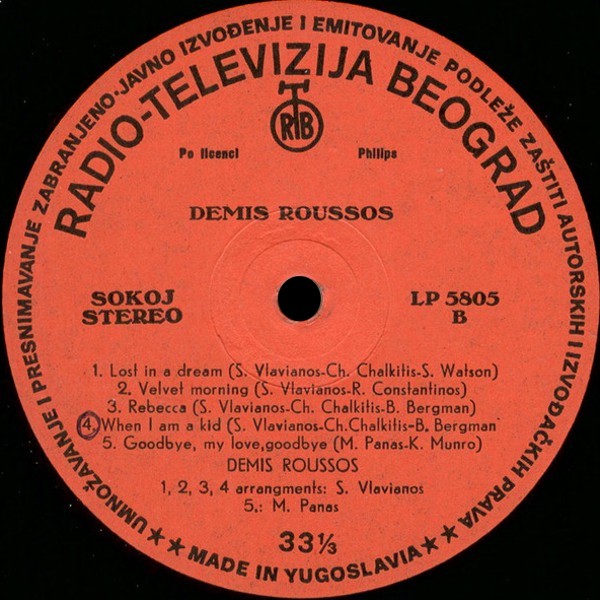 UMNOŽAVANJE I PRESNIMAVANJE ZABRANJENO-JAVNO IZVOĐENJE I EMITOVANJE PODLEŽE ZAŠTITI AUTORSKIH I IZVOĐAČKIH PRAVA
RADIO-TELEVIZIJA BEOGRAD
RTB
Po licenci Philips
DEMIS ROUSSOS
SOKOJ LP 5805
STEREO B
1. Lost in a dream (S. Vlavianos-Ch. Chalkitis-S. Watson)
2. Velvet morning (S. Vlavianos-R. Constantinos)
3. Rebecca (S. Vlavianos-Ch. Chalkitis-B. Bergman)
4. When I am a kid (S. Vlavianos-Ch.Chalkitis-B. Bergman
5. Goodbye, my love,goodbye (M. Panas-K. Munro)
DEMIS ROUSSOS
1, 2, 3, 4 arrangments: S. Vlavianos
5.: M. Panas
33⅓
★★ MADE IN YUGOSLAVIA ★★